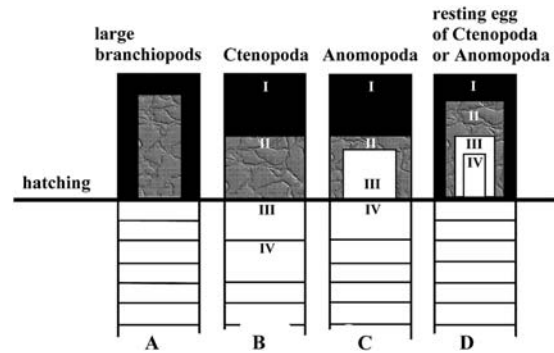 large
branchiopods
Ctenopoda
Anomopoda
resting egg
of Ctenopoda
or Anomopoda
I
I
I
II
II
II
III
IV
III
hatching
III
IV
IV
A
B
C
D